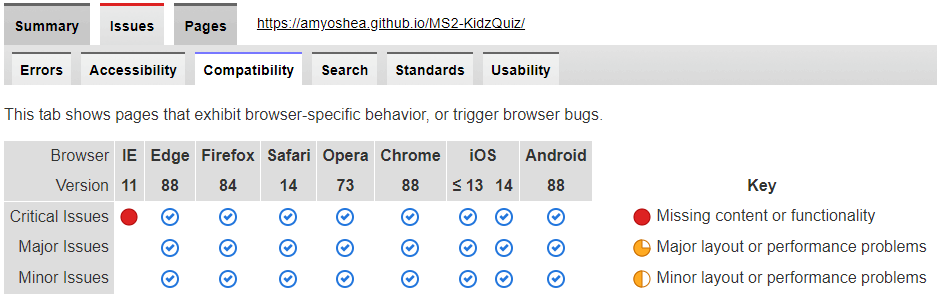 Summary Issues Pages https://amyoshea.github.io/MS2-KidzQuiz/
Errors Accessibility Compatibility Search Standards Usability
This tab shows pages that exhibit browser-specific behavior, or trigger browser bugs.
Browser IE Edge Firefox Safari Opera Chrome iOS Android
Version 11 88 84 14 73 88 ≤ 13 14 88 Key
Critical Issues Missing content or functionality
Major Issues Major layout or performance problems
Minor Issues Minor layout or performance problems